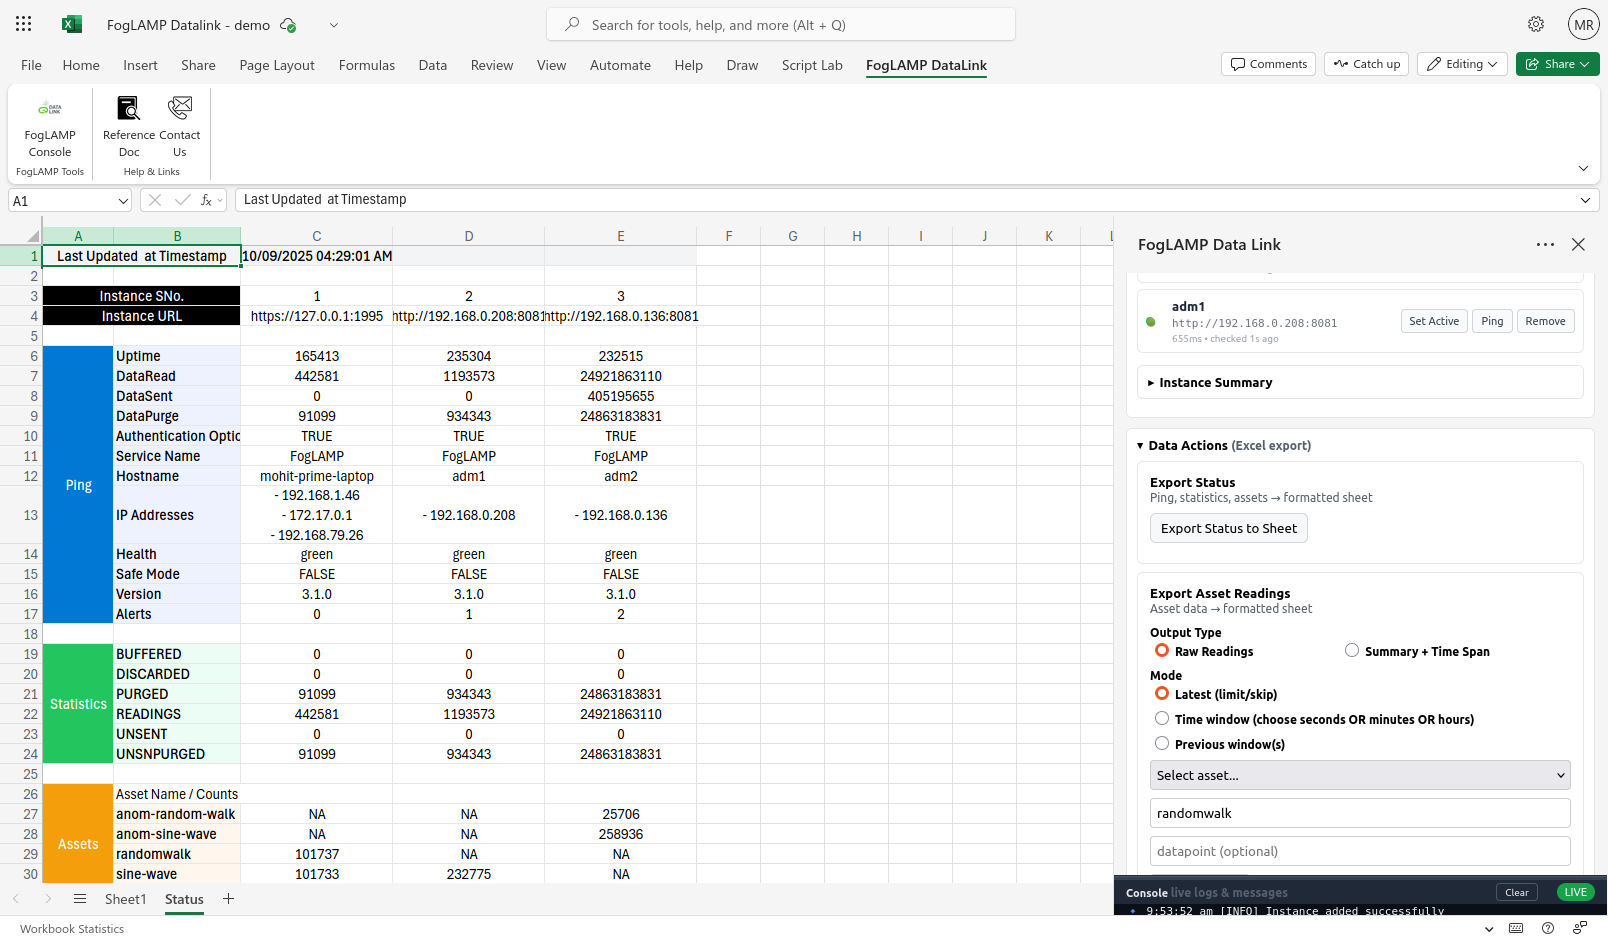 FogLAMP Datalink - demo
Search for tools, help, and more (Alt + Q)
MR
File Home Insert Share Page Layout Formulas Data Review View Automate Help Draw Script Lab FogLAMP DataLink
Comments Catch up Editing Share
DATA LINK
FogLAMP Console
Reference Doc
Contact Us
FogLAMP Tools
Help & Links
A1
fx
Last Updated  at Timestamp
A B C D E F G H I J K L
1 Last Updated  at Timestamp 10/09/2025 04:29:01 AM
2
3 Instance SNo. 1 2 3
4 Instance URL https://127.0.0.1:1995 http://192.168.0.208:8081 http://192.168.0.136:8081
5
Ping
6 Uptime 165413 235304 232515
7 DataRead 442581 1193573 24921863110
8 DataSent 0 0 405195655
9 DataPurge 91099 934343 24863183831
10 Authentication Optic TRUE TRUE TRUE
11 Service Name FogLAMP FogLAMP FogLAMP
12 Hostname mohit-prime-laptop adm1 adm2
- 192.168.1.46
13 IP Addresses - 172.17.0.1 - 192.168.0.208 - 192.168.0.136
- 192.168.79.26
14 Health green green green
15 Safe Mode FALSE FALSE FALSE
16 Version 3.1.0 3.1.0 3.1.0
17 Alerts 0 1 2
18
Statistics
19 BUFFERED 0 0 0
20 DISCARDED 0 0 0
21 PURGED 91099 934343 24863183831
22 READINGS 442581 1193573 24921863110
23 UNSENT 0 0 0
24 UNSNPURGED 91099 934343 24863183831
25
Assets
26 Asset Name / Counts
27 anom-random-walk NA NA 25706
28 anom-sine-wave NA NA 258936
29 randomwalk 101737 NA NA
30 sine-wave 101733 232775 NA
Sheet1 Status
Workbook Statistics
FogLAMP Data Link
adm1
http://192.168.0.208:8081
655ms • checked 1s ago
Set Active Ping Remove
Instance Summary
Data Actions (Excel export)
Export Status
Ping, statistics, assets → formatted sheet
Export Status to Sheet
Export Asset Readings
Asset data → formatted sheet
Output Type
Raw Readings Summary + Time Span
Mode
Latest (limit/skip)
Time window (choose seconds OR minutes OR hours)
Previous window(s)
Select asset...
randomwalk
datapoint (optional)
Console live logs & messages Clear LIVE
9:53:52 am [INFO] Instance added successfully